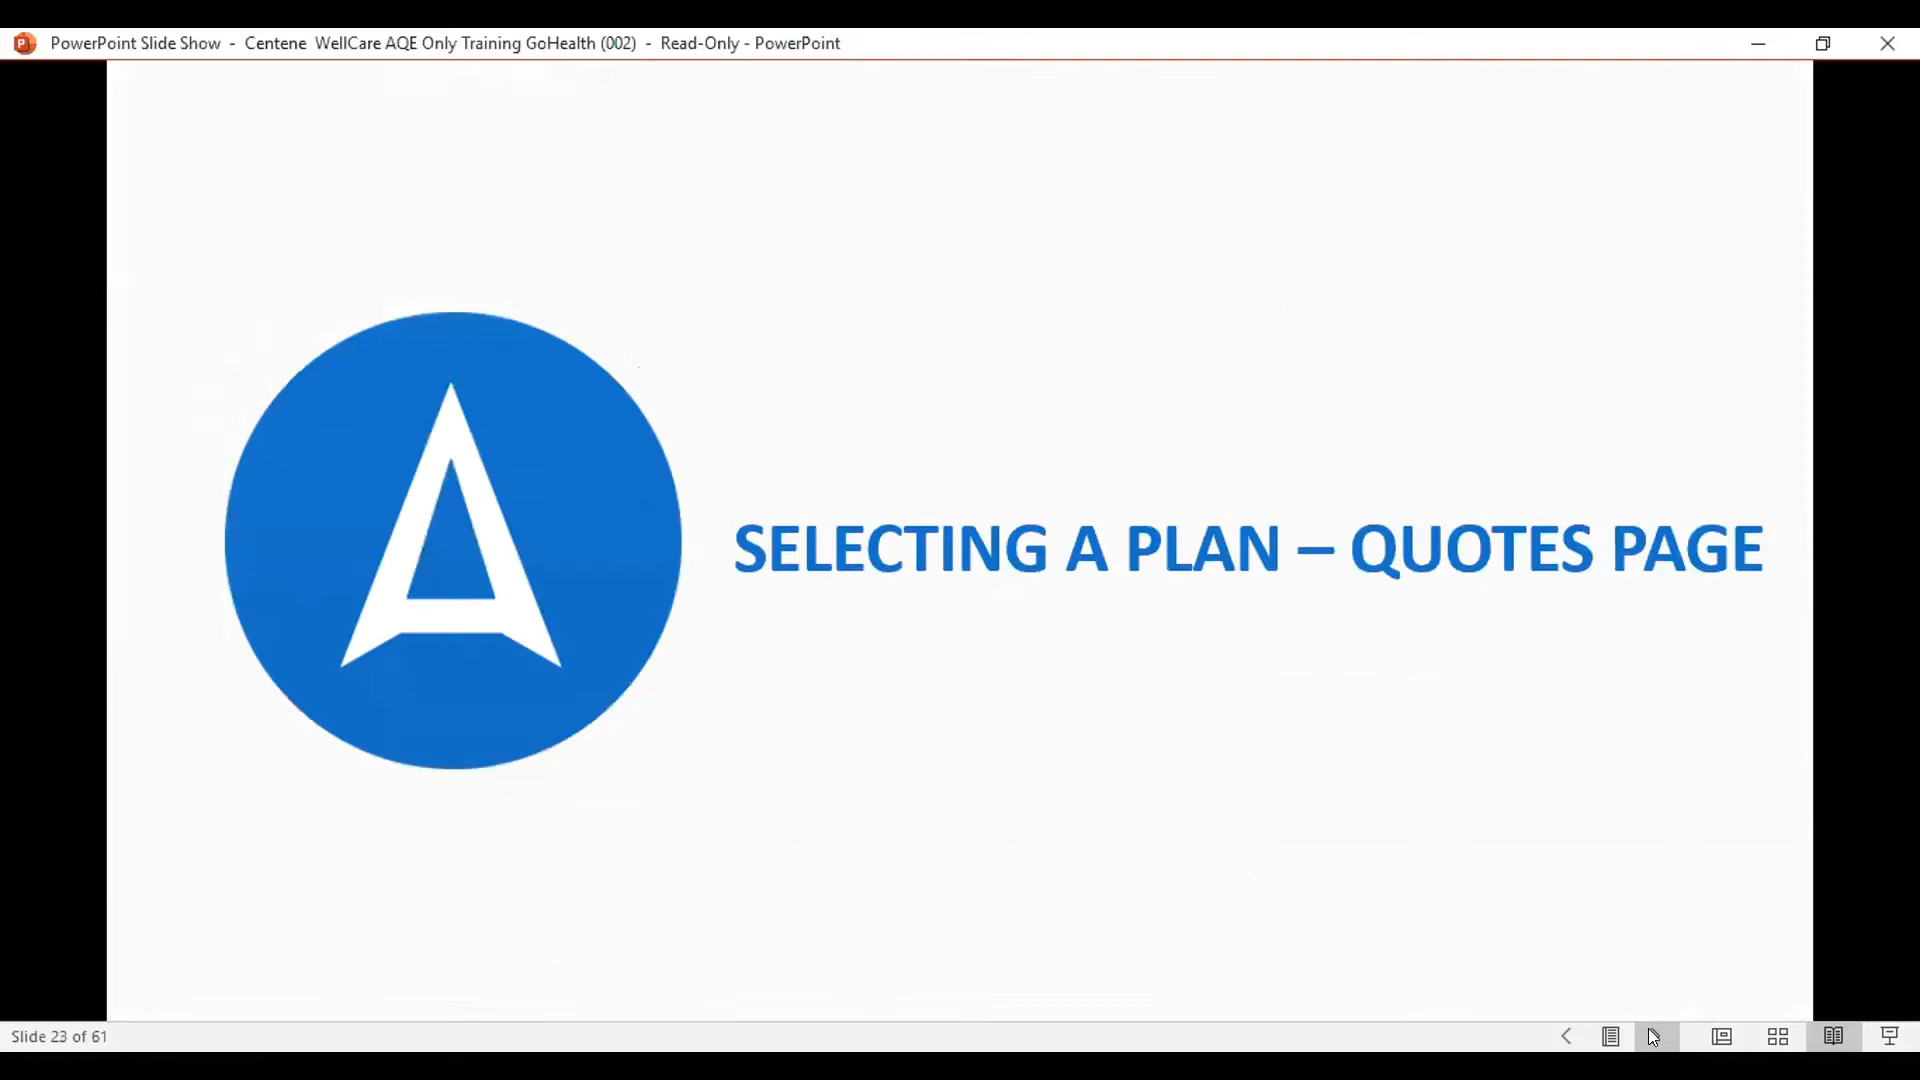 PowerPoint Slide Show - Centene WellCare AQE Only Training GoHealth (002) - Read-Only - PowerPoint
A
SELECTING A PLAN – QUOTES PAGE
Slide 23 of 61